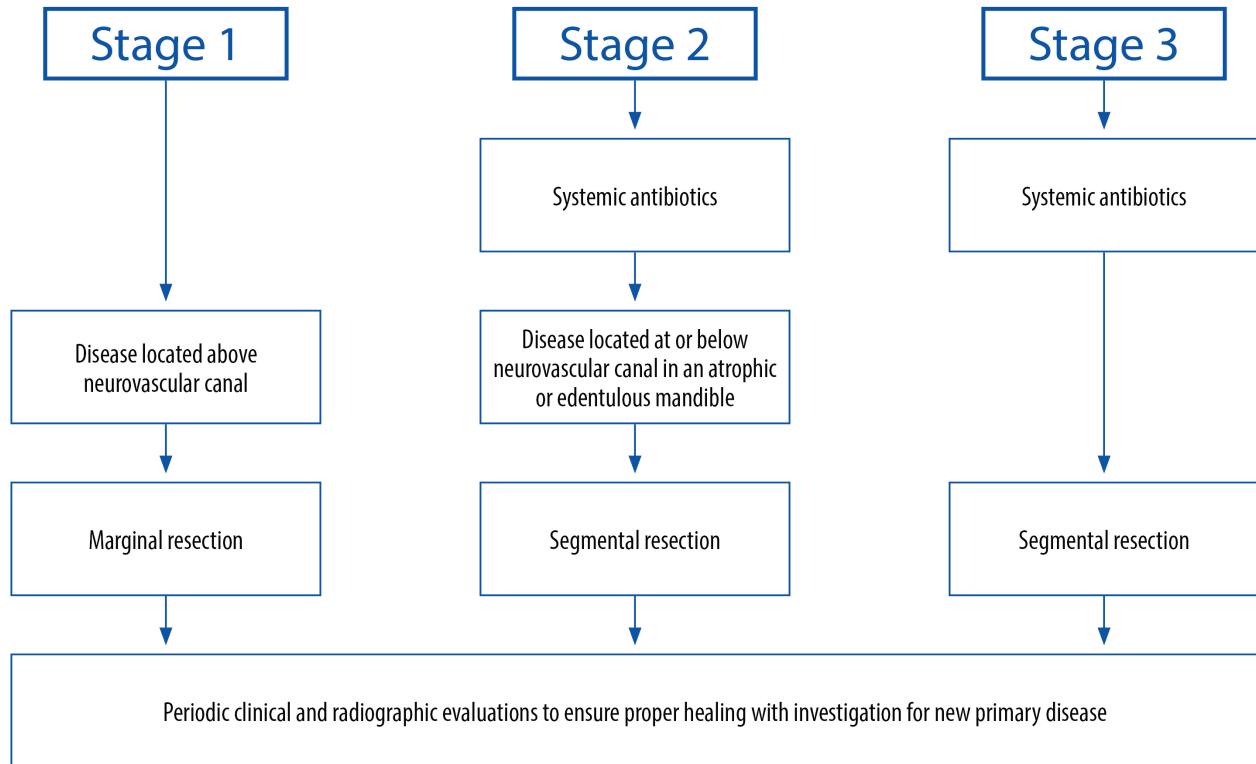 Stage 1
Stage 2
Stage 3
Systemic antibiotics
Systemic antibiotics
Disease located above
neurovascular canal
Disease located at or below
neurovascular canal in an atrophic
or edentulous mandible
Marginal resection
Segmental resection
Segmental resection
Periodic clinical and radiographic evaluations to ensure proper healing with investigation for new primary disease